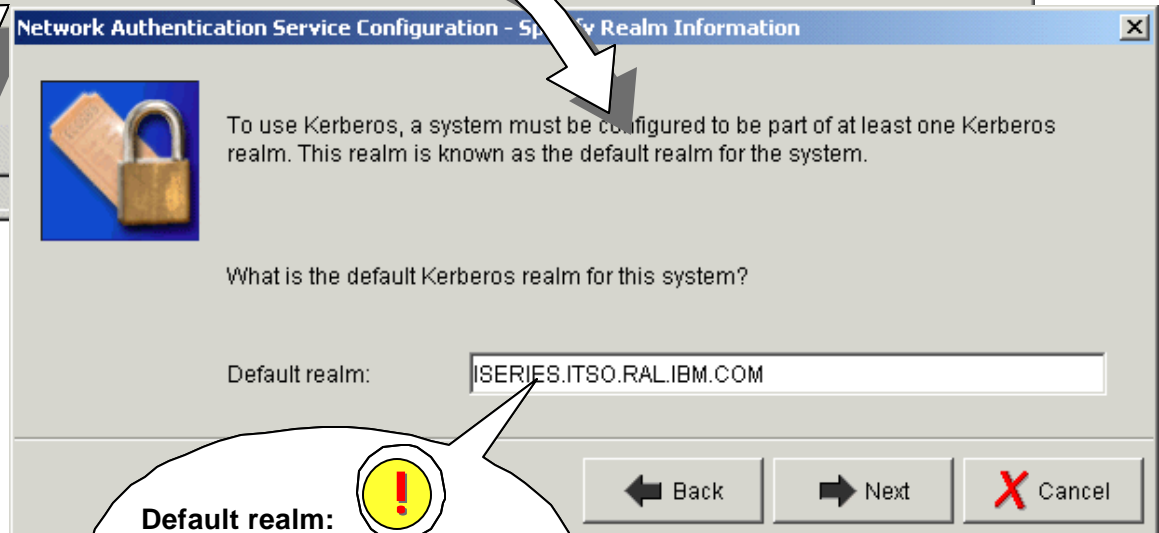 Network Authentication Service Configuration - Sp Realm Information
To use Kerberos, a system must be configured to be part of at least one Kerberos
realm. This realm is known as the default realm for the system.
What is the default Kerberos realm for this system?
Default realm: ISERIES.ITSO.RAL.IBM.COM
Back Next X Cancel
Default realm: !